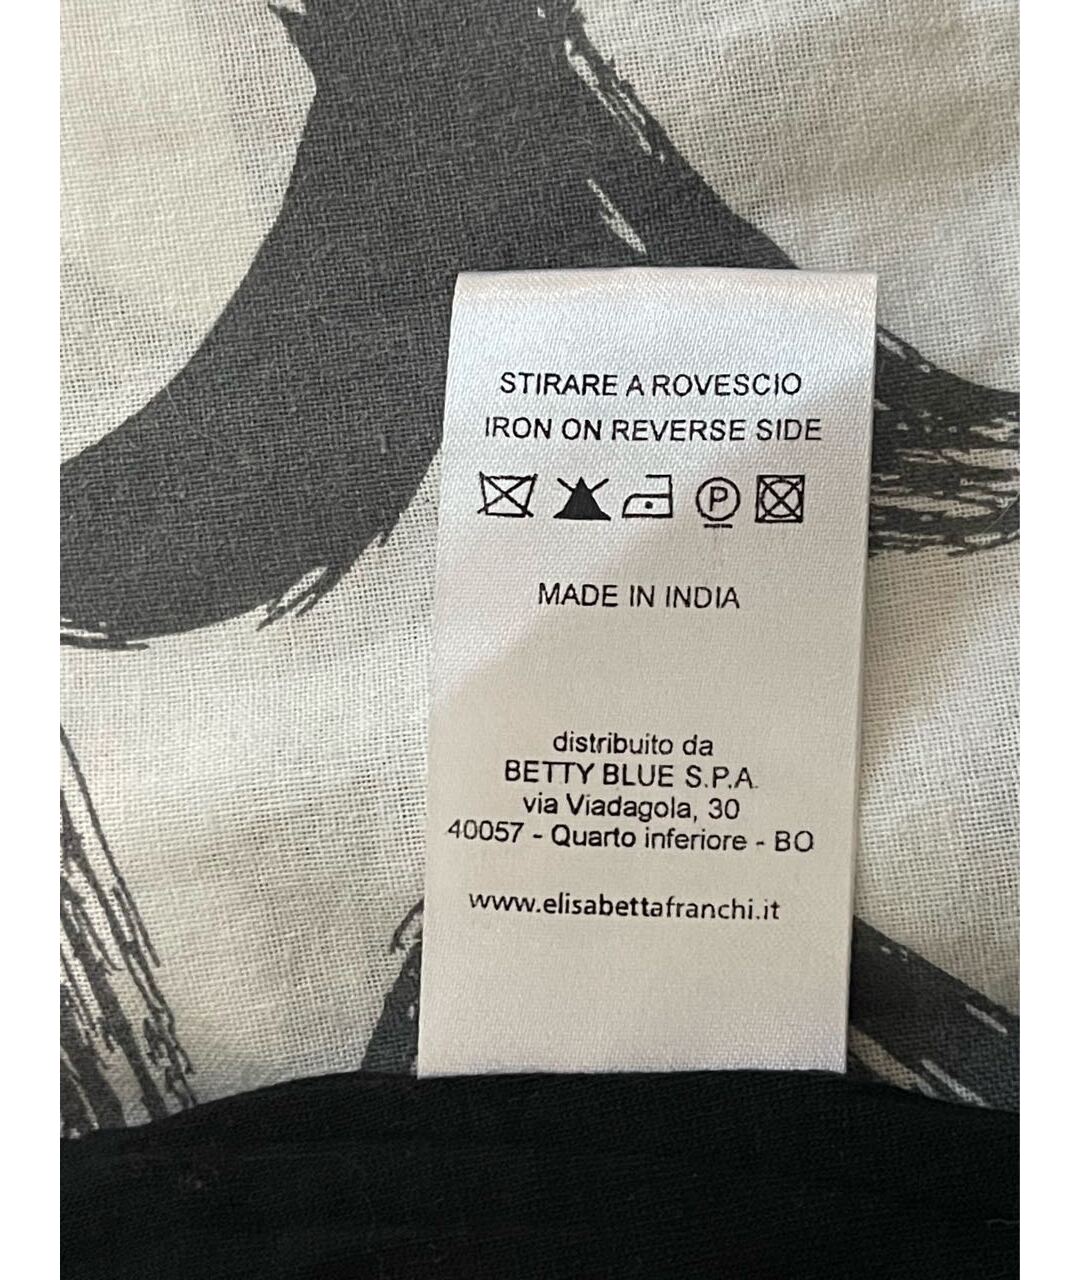 STIRARE A ROVESCIO
IRON ON REVERSE SIDE
P
MADE IN INDIA
distribuito da
BETTY BLUE S.P.A.
via Viadagola, 30
40057 - Quarto inferiore - BO
www.elisabettafranchi.it